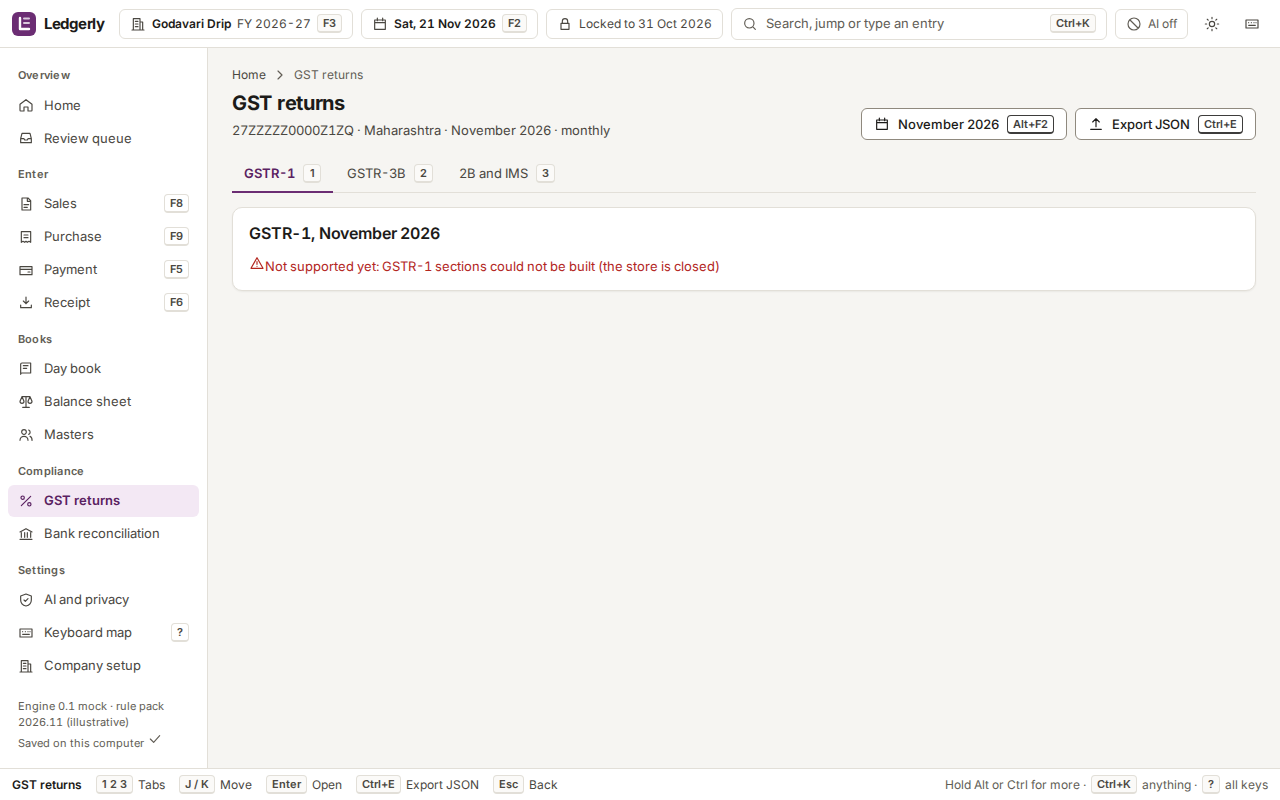 Ledgerly
Godavari Drip FY 2026-27 F3
Sat, 21 Nov 2026 F2
Locked to 31 Oct 2026
Search, jump or type an entry Ctrl+K
AI off
Overview
Home
Review queue
Enter
Sales F8
Purchase F9
Payment F5
Receipt F6
Books
Day book
Balance sheet
Masters
Compliance
GST returns
Bank reconciliation
Settings
AI and privacy
Keyboard map ?
Company setup
Engine 0.1 mock · rule pack
2026.11 (illustrative)
Saved on this computer
Home > GST returns
GST returns
27ZZZZZ0000Z1ZQ · Maharashtra · November 2026 · monthly
November 2026 Alt+F2
Export JSON Ctrl+E
GSTR-1 1
GSTR-3B 2
2B and IMS 3
GSTR-1, November 2026
Not supported yet: GSTR-1 sections could not be built (the store is closed)
GST returns 1 2 3 Tabs J / K Move Enter Open Ctrl+E Export JSON Esc Back
Hold Alt or Ctrl for more · Ctrl+K anything · ? all keys